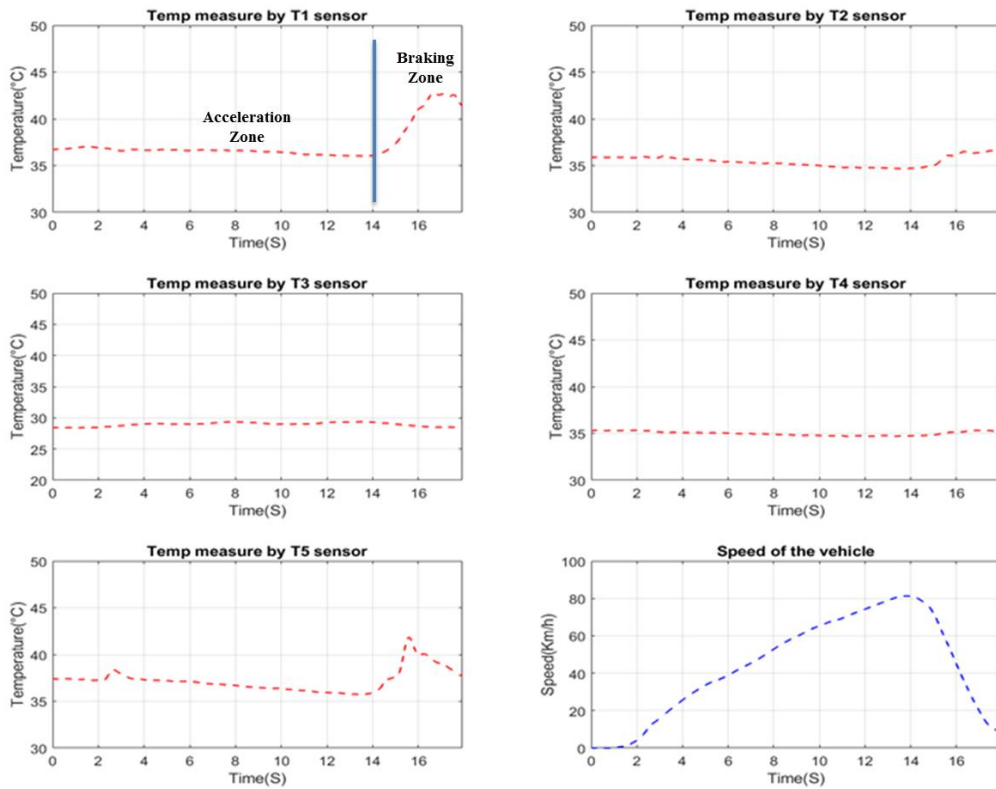 Temp measure by T1 sensor
50
45
40
35
30
Temperature(°C)
Acceleration
Zone
Braking
Zone
0 2 4 6 8 10 12 14 16
Time(S)
Temp measure by T2 sensor
50
45
40
35
30
Temperature(°C)
0 2 4 6 8 10 12 14 16
Time(S)
Temp measure by T3 sensor
50
45
40
35
30
25
20
Temperature(°C)
0 2 4 6 8 10 12 14 16
Time(S)
Temp measure by T4 sensor
50
45
40
35
30
Temperature(°C)
0 2 4 6 8 10 12 14 16
Time(S)
Temp measure by T5 sensor
50
45
40
35
30
Temperature(°C)
0 2 4 6 8 10 12 14 16
Time(S)
Speed of the vehicle
100
80
60
40
20
0
Speed(Km/h)
0 2 4 6 8 10 12 14 16
Time(S)